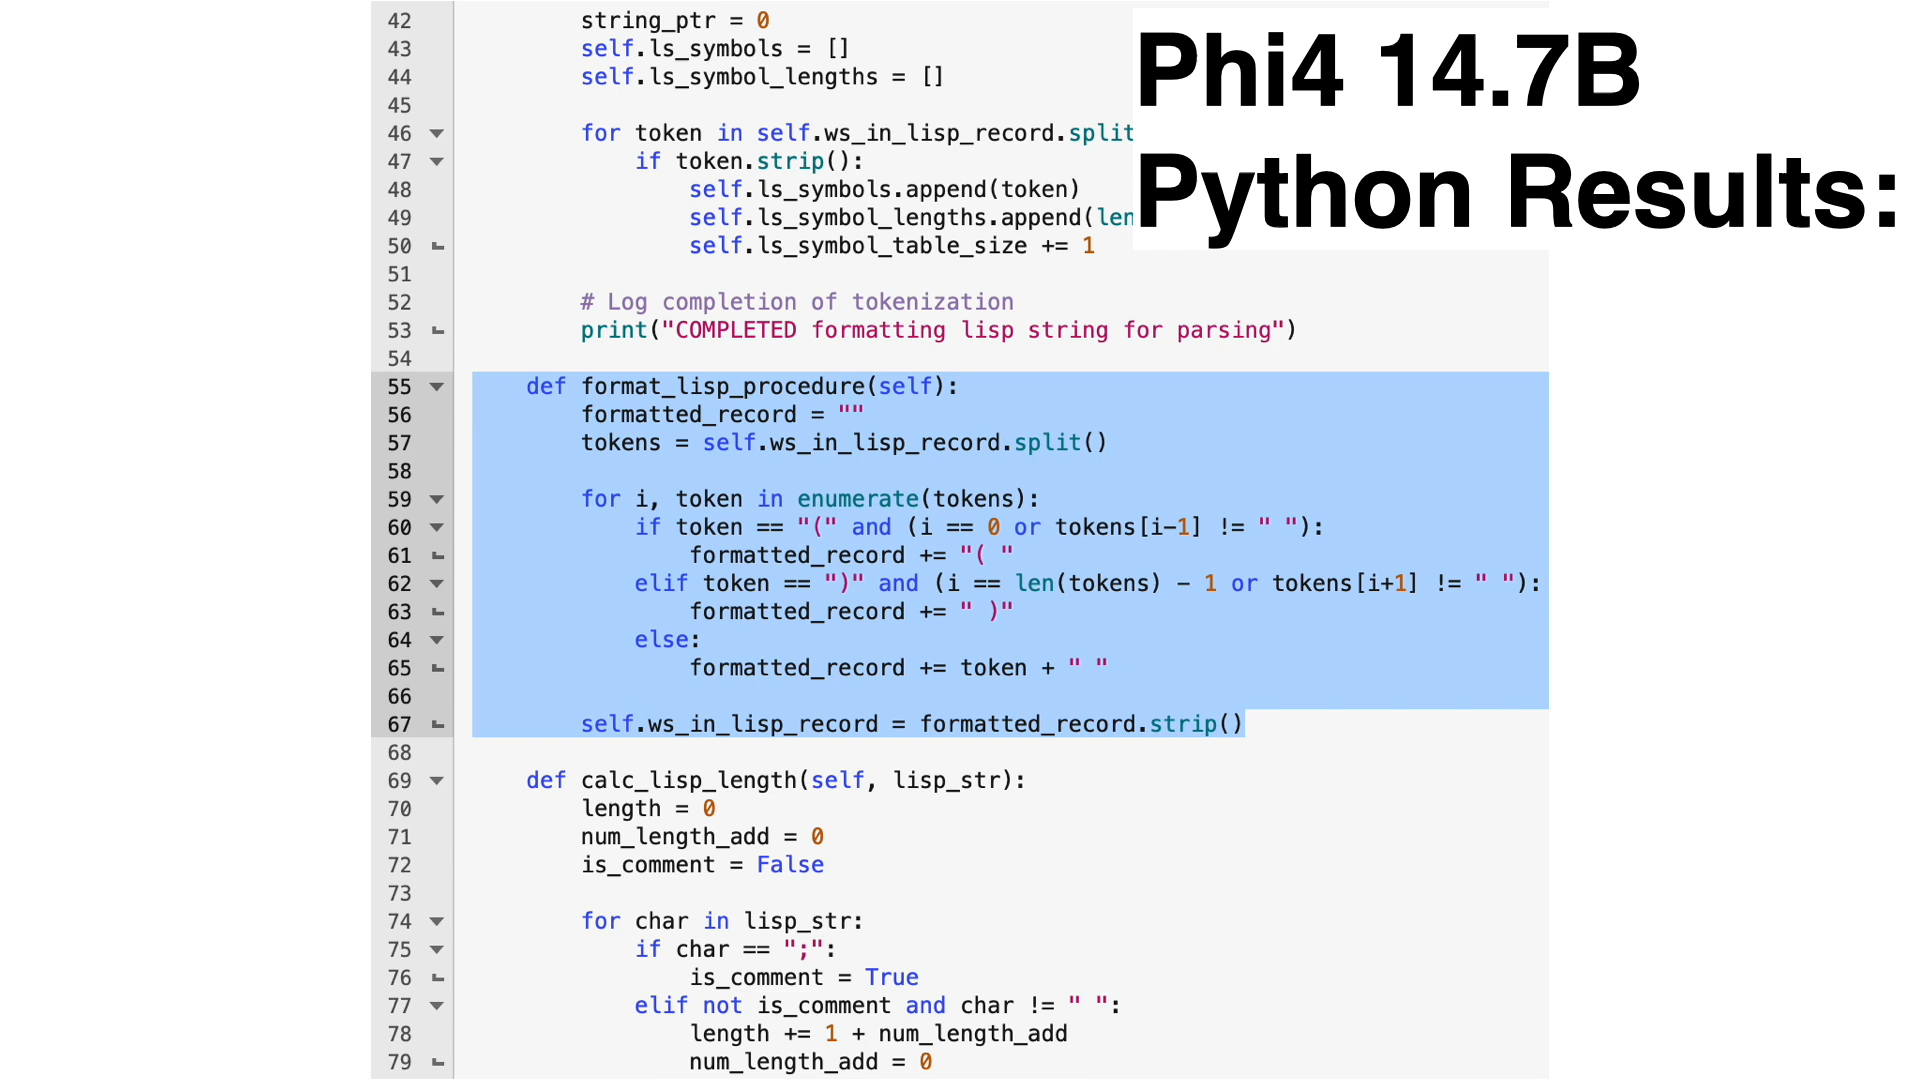 Phi4 14.7B
Python Results:
42 string_ptr = 0
43 self.ls_symbols = []
44 self.ls_symbol_lengths = []
45
46 for token in self.ws_in_lisp_record.split
47 if token.strip():
48 self.ls_symbols.append(token)
49 self.ls_symbol_lengths.append(len
50 self.ls_symbol_table_size += 1
51
52 # Log completion of tokenization
53 print("COMPLETED formatting lisp string for parsing")
54
55 def format_lisp_procedure(self):
56 formatted_record = ""
57 tokens = self.ws_in_lisp_record.split()
58
59 for i, token in enumerate(tokens):
60 if token == "(" and (i == 0 or tokens[i-1] != " "):
61 formatted_record += "( "
62 elif token == ")" and (i == len(tokens) - 1 or tokens[i+1] != " "):
63 formatted_record += " )"
64 else:
65 formatted_record += token + " "
66
67 self.ws_in_lisp_record = formatted_record.strip()
68
69 def calc_lisp_length(self, lisp_str):
70 length = 0
71 num_length_add = 0
72 is_comment = False
73
74 for char in lisp_str:
75 if char == ";":
76 is_comment = True
77 elif not is_comment and char != " ":
78 length += 1 + num_length_add
79 num_length_add = 0